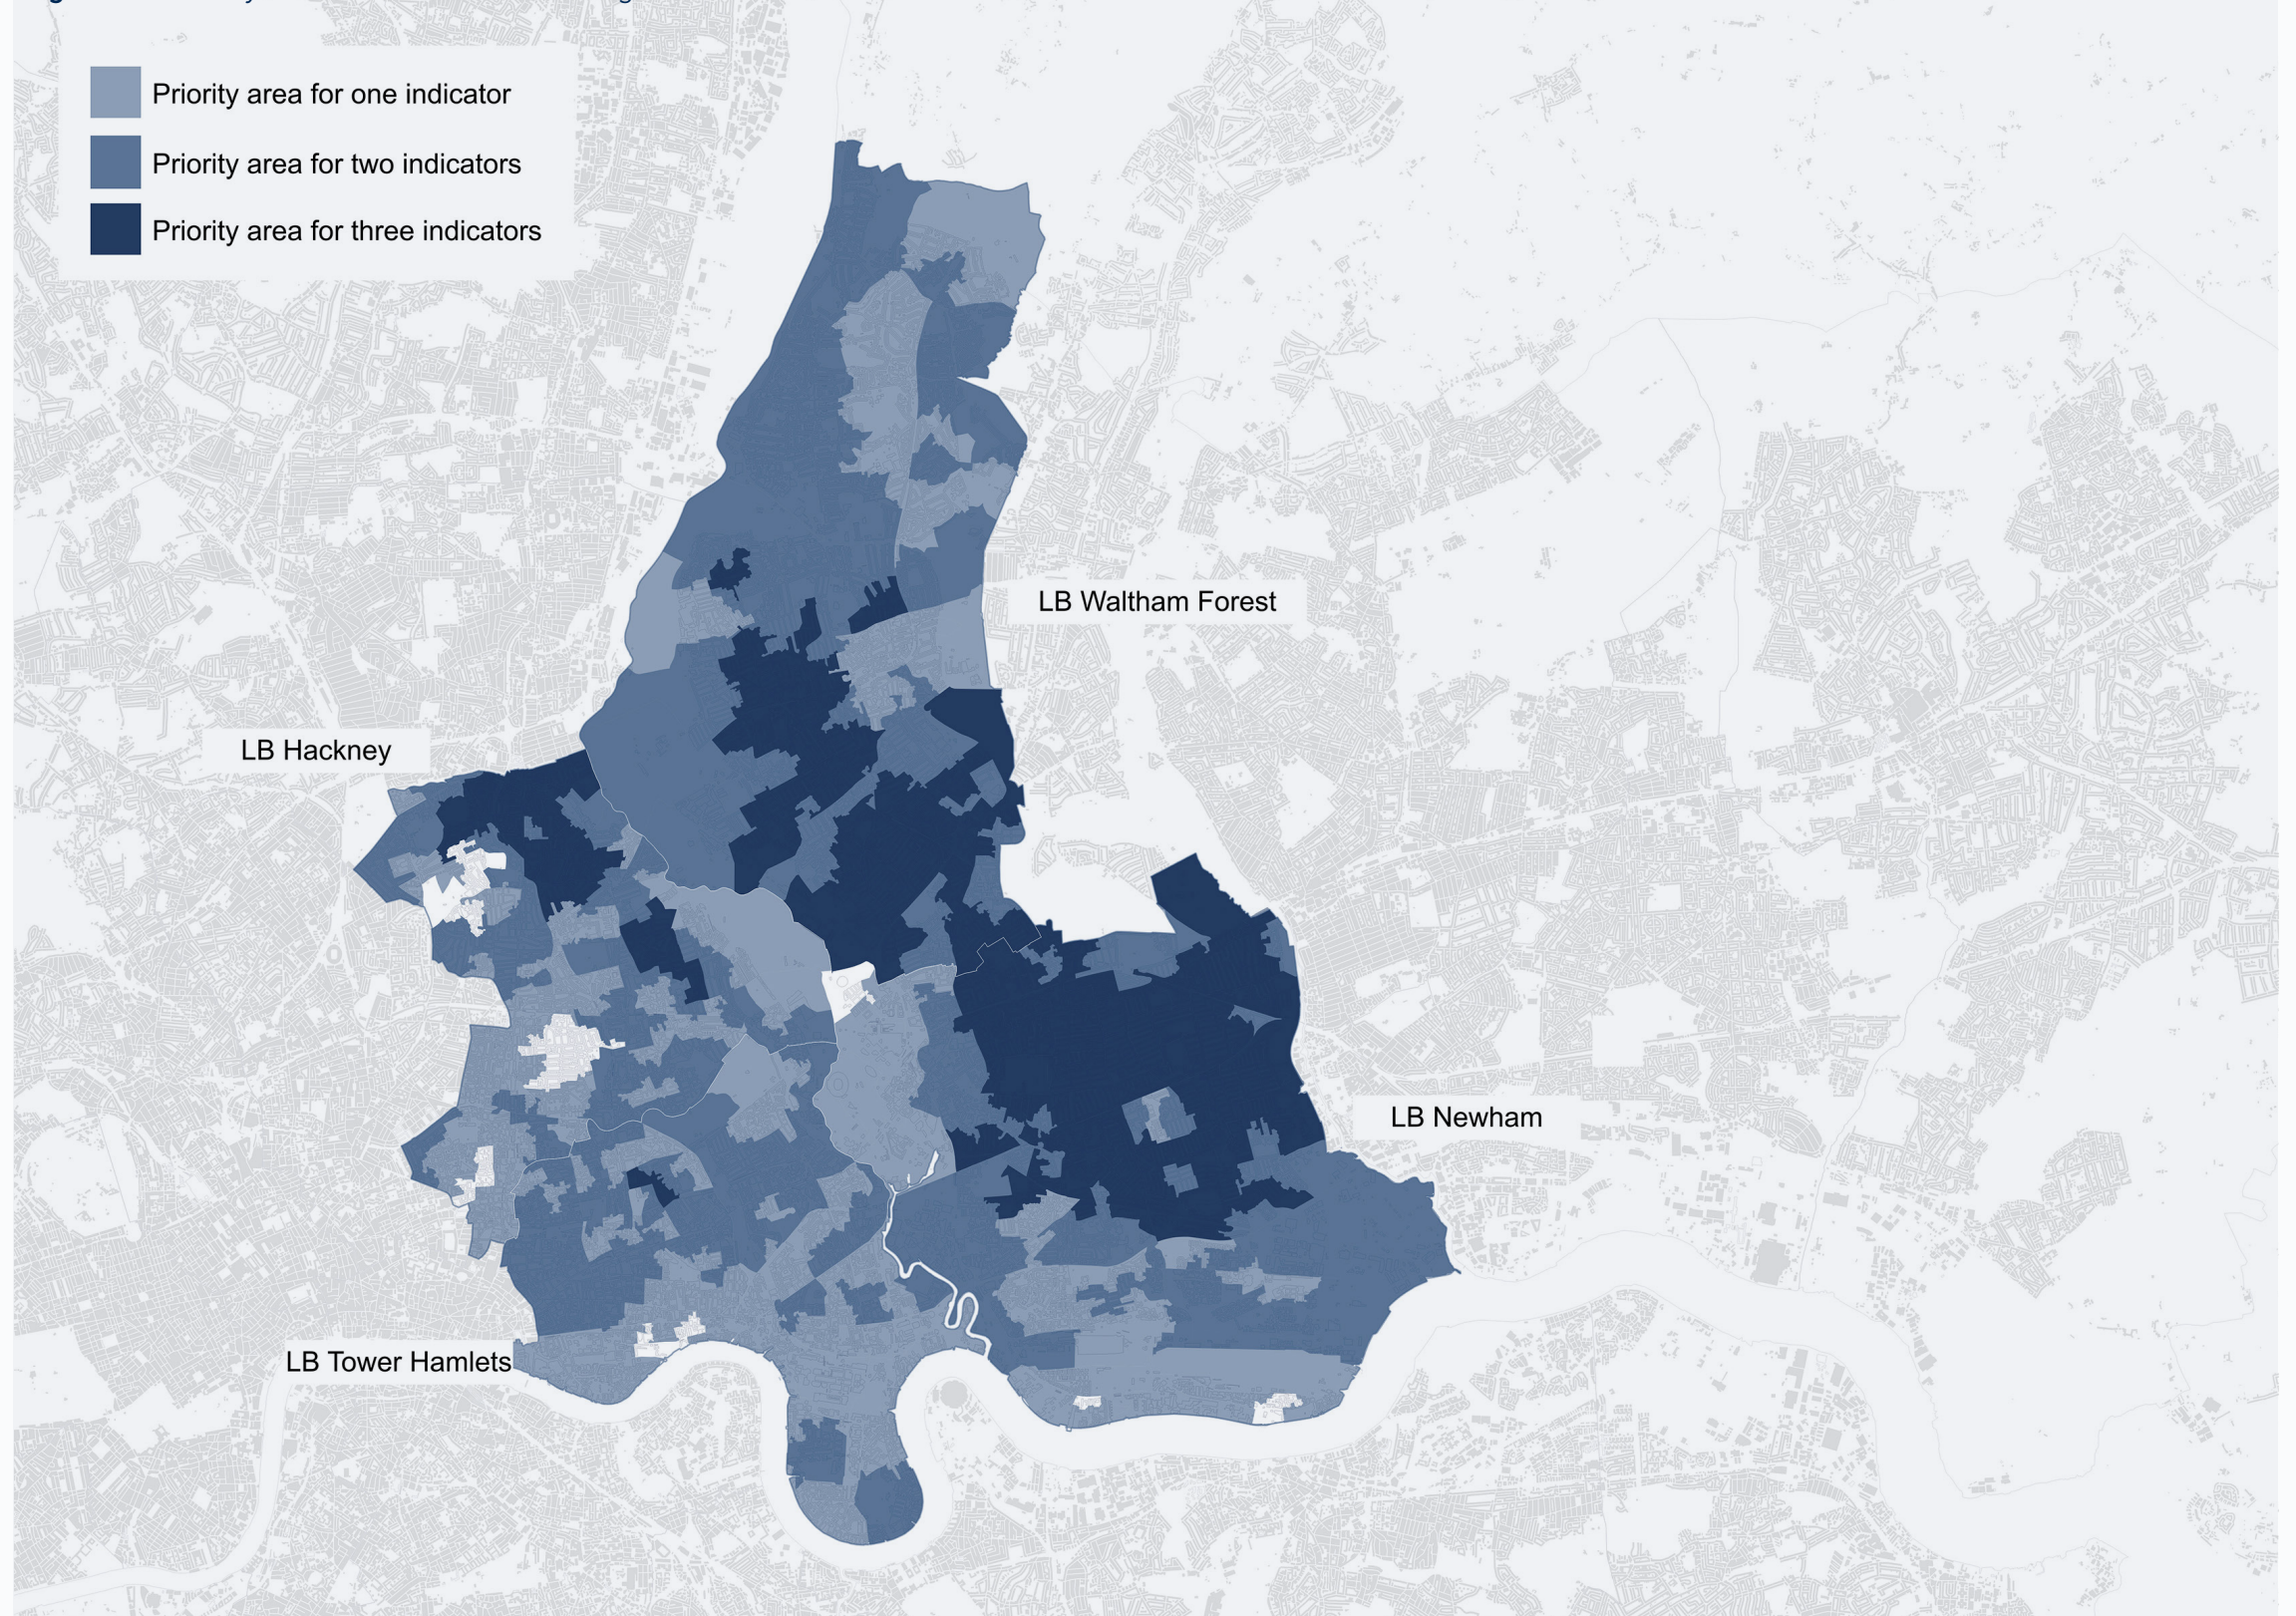 Priority area for one indicator
Priority area for two indicators
Priority area for three indicators
LB Waltham Forest
LB Hackney
LB Newham
LB Tower Hamlets